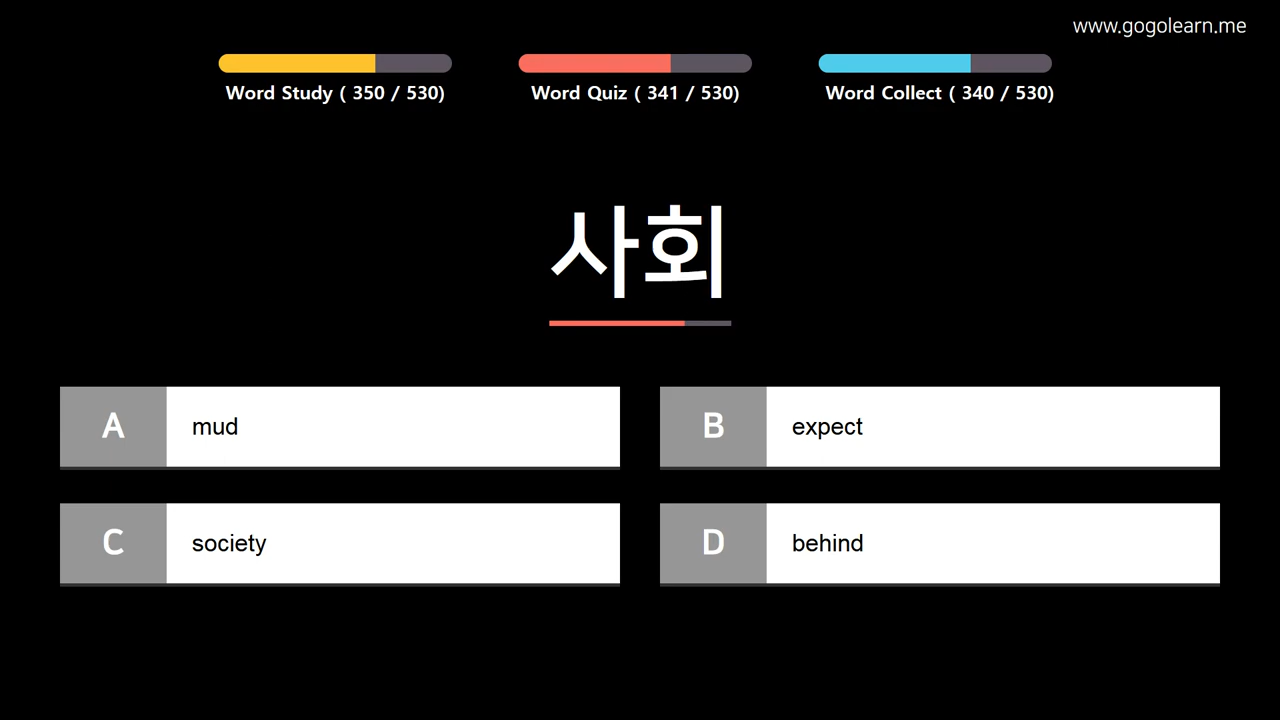 www.gogolearn.me
Word Study ( 350 / 530)
Word Quiz ( 341 / 530)
Word Collect ( 340 / 530)
사회
A mud
B expect
C society
D behind